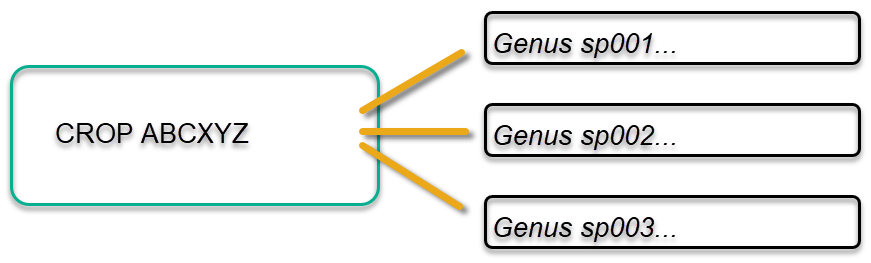 CROP ABCXYZ
Genus sp001...
Genus sp002...
Genus sp003...